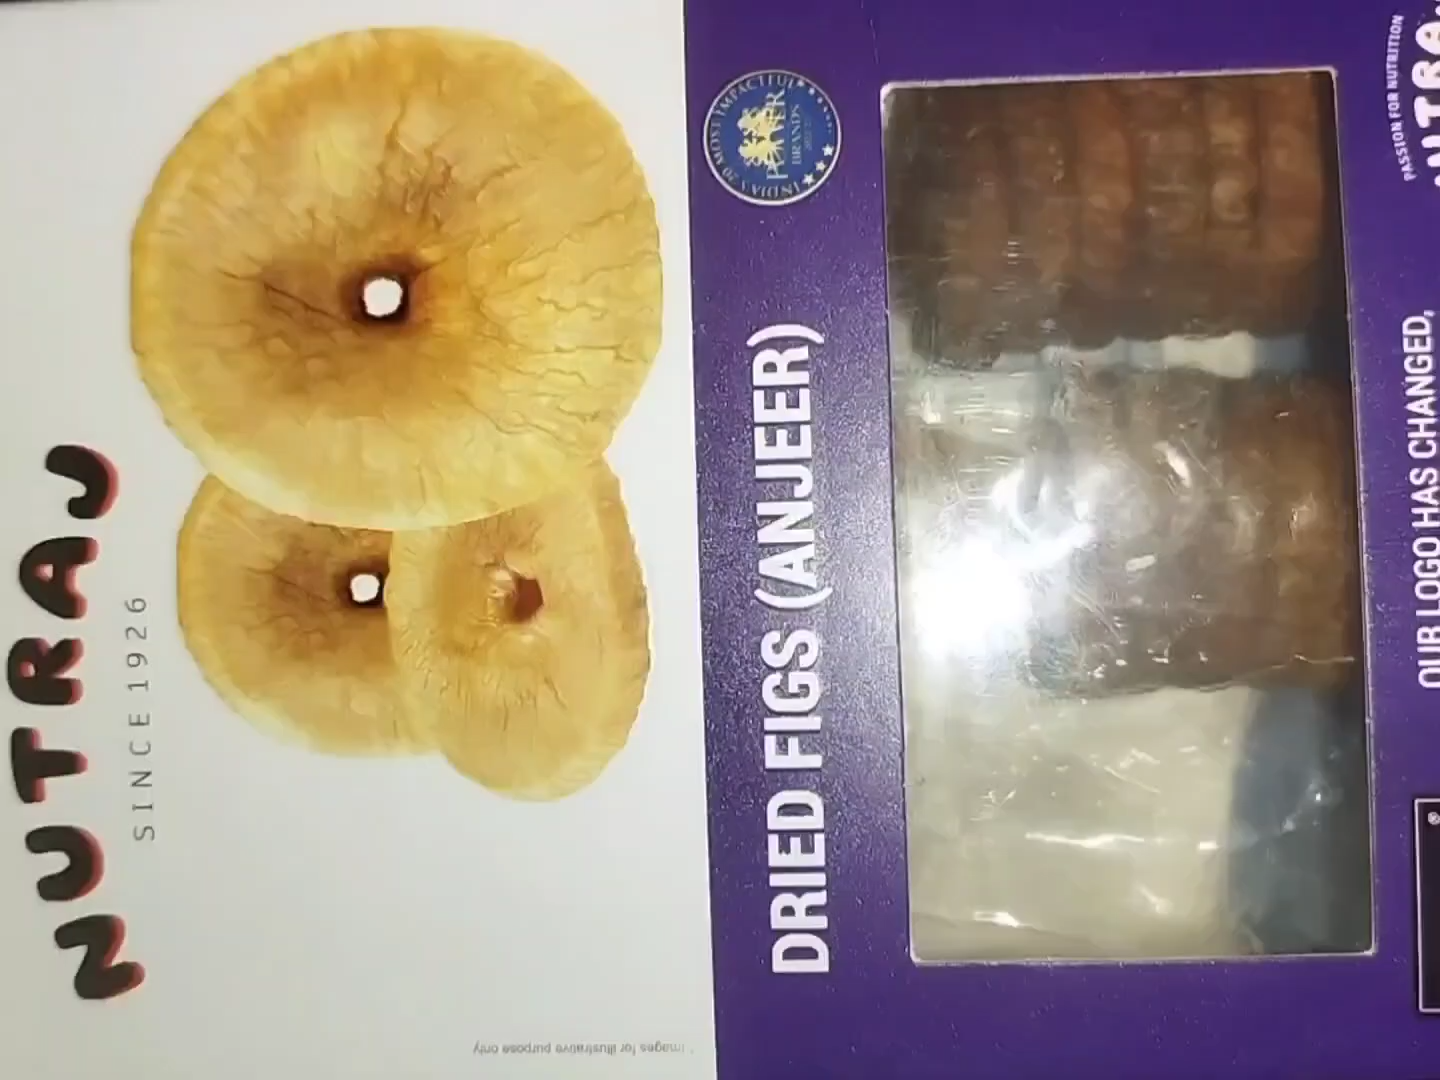 NUTRAJ
SINCE 1926
* Images for illustrative purpose only
INDIA'S 20 MOST IMPACTFUL
POWER
BRANDS
DRIED FIGS (ANJEER)
PASSION FOR NUTRITION
OUR LOGO HAS CHANGED,